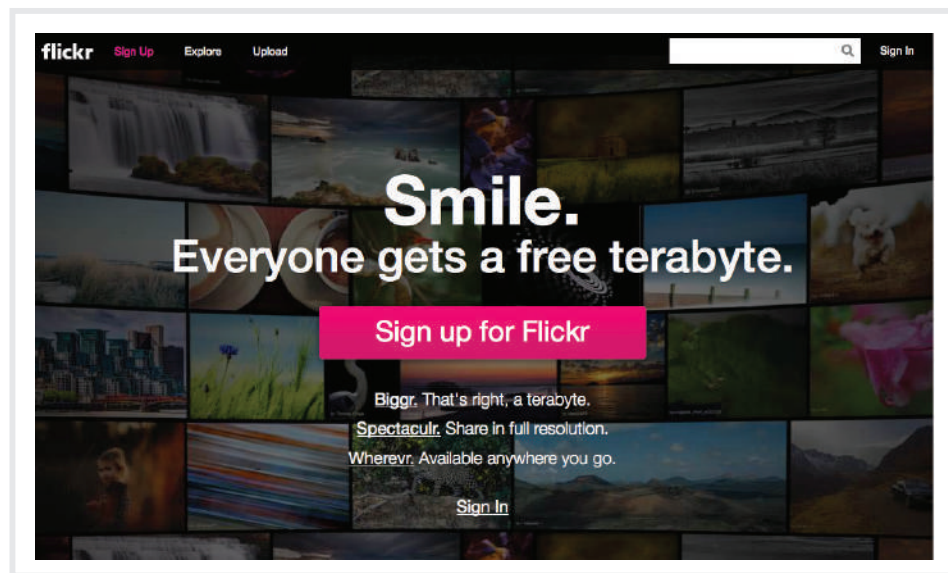 flickr Sign Up Explore Upload Sign In
Smile.
Everyone gets a free terabyte.
Sign up for Flickr
Biggr. That's right, a terabyte.
Spectaculr. Share in full resolution.
Wherevr. Available anywhere you go.
Sign In